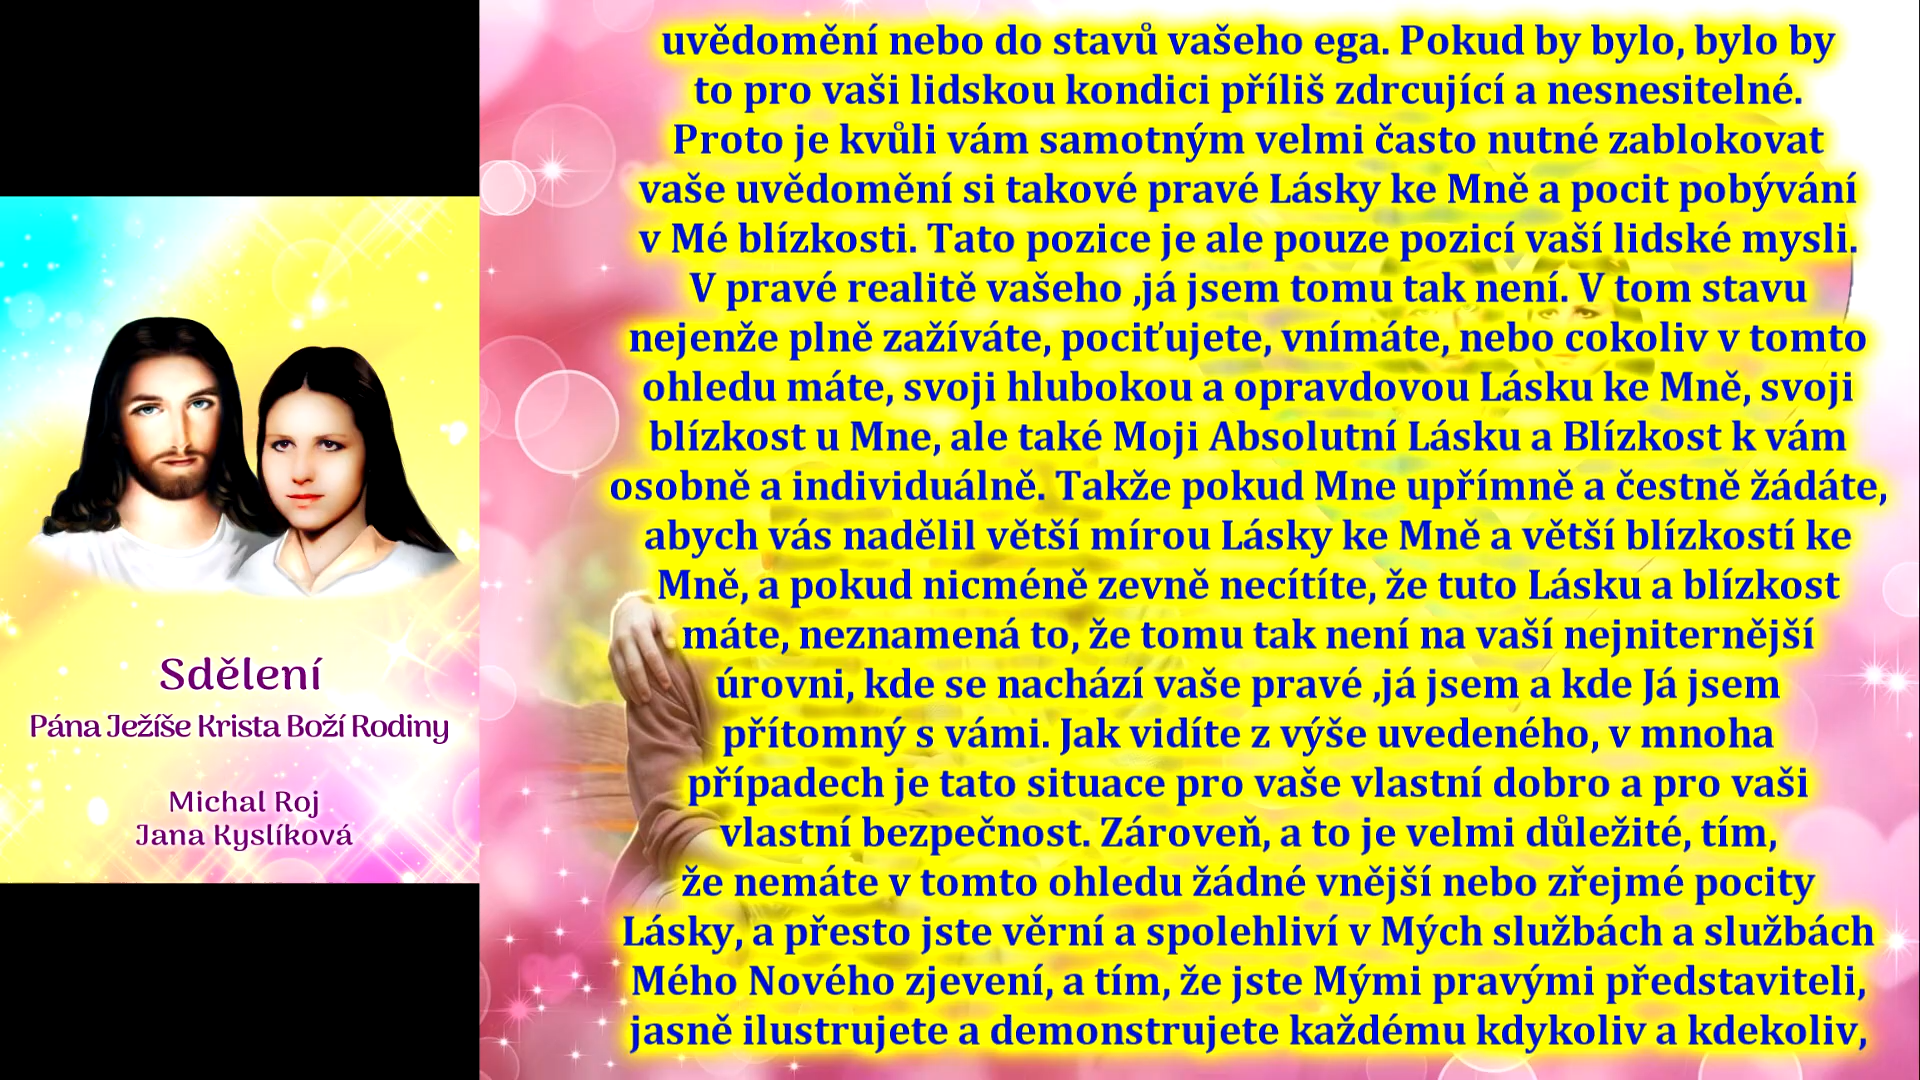 Sdělení
Pána Ježíše Krista Boží Rodiny
Michal Roj
Jana Kyslíková
uvědomění nebo do stavů vašeho ega. Pokud by bylo, bylo by
to pro vaši lidskou kondici příliš zdrcující a nesnesitelné.
Proto je kvůli vám samotným velmi často nutné zablokovat
vaše uvědomění si takové pravé Lásky ke Mně a pocit pobývání
v Mé blízkosti. Tato pozice je ale pouze pozicí vaší lidské mysli.
V pravé realitě vašeho ‚já jsem tomu tak není. V tom stavu
nejenže plně zažíváte, pociťujete, vnímáte, nebo cokoliv v tomto
ohledu máte, svoji hlubokou a opravdovou Lásku ke Mně, svoji
blízkost u Mne, ale také Moji Absolutní Lásku a Blízkost k vám
osobně a individuálně. Takže pokud Mne upřímně a čestně žádáte,
abych vás nadělil větší mírou Lásky ke Mně a větší blízkostí ke
Mně, a pokud nicméně zevně necítíte, že tuto Lásku a blízkost
máte, neznamená to, že tomu tak není na vaší nejniternější
úrovni, kde se nachází vaše pravé ‚já jsem a kde Já jsem
přítomný s vámi. Jak vidíte z výše uvedeného, v mnoha
případech je tato situace pro vaše vlastní dobro a pro vaši
vlastní bezpečnost. Zároveň, a to je velmi důležité, tím,
že nemáte v tomto ohledu žádné vnější nebo zřejmé pocity
Lásky, a přesto jste věrní a spolehliví v Mých službách a službách
Mého Nového zjevení, a tím, že jste Mými pravými představiteli,
jasně ilustrujete a demonstrujete každému kdykoliv a kdekoliv,